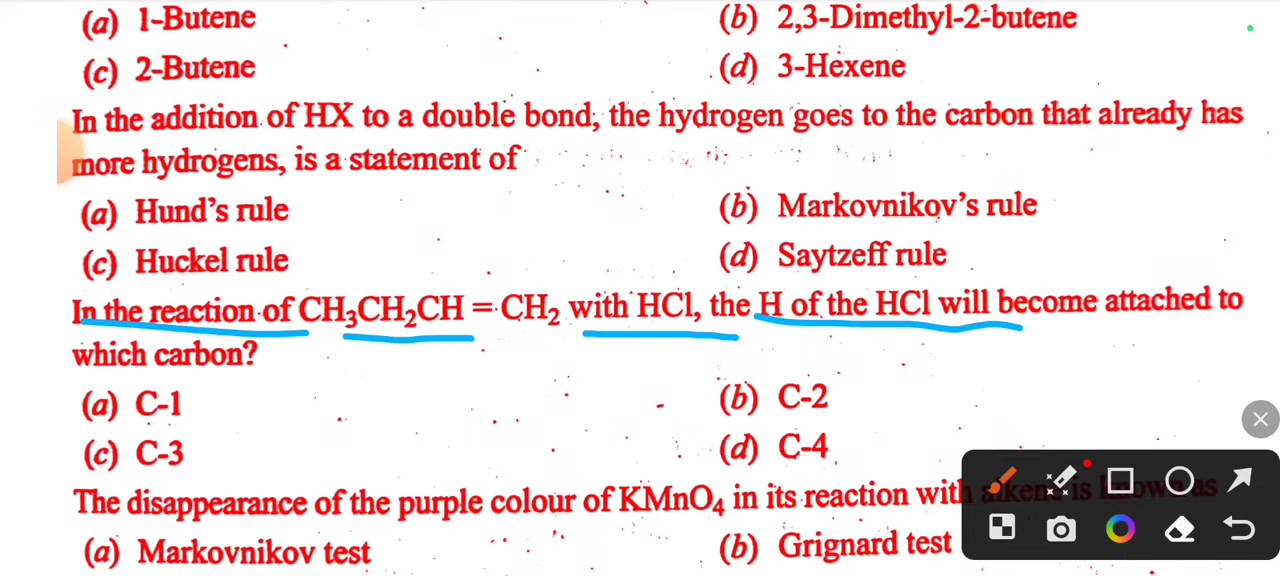 (a) 1-Butene (b) 2,3-Dimethyl-2-butene
(c) 2-Butene (d) 3-Hexene
In the addition of HX to a double bond, the hydrogen goes to the carbon that already has
more hydrogens, is a statement of
(a) Hund's rule (b) Markovnikov's rule
(c) Huckel rule (d) Saytzeff rule
In the reaction of CH₃CH₂CH = CH₂ with HCl, the H of the HCl will become attached to
which carbon?
(a) C-1 (b) C-2
(c) C-3 (d) C-4
The disappearance of the purple colour of KMnO₄ in its reaction with alkene is known as
(a) Markovnikov test (b) Grignard test